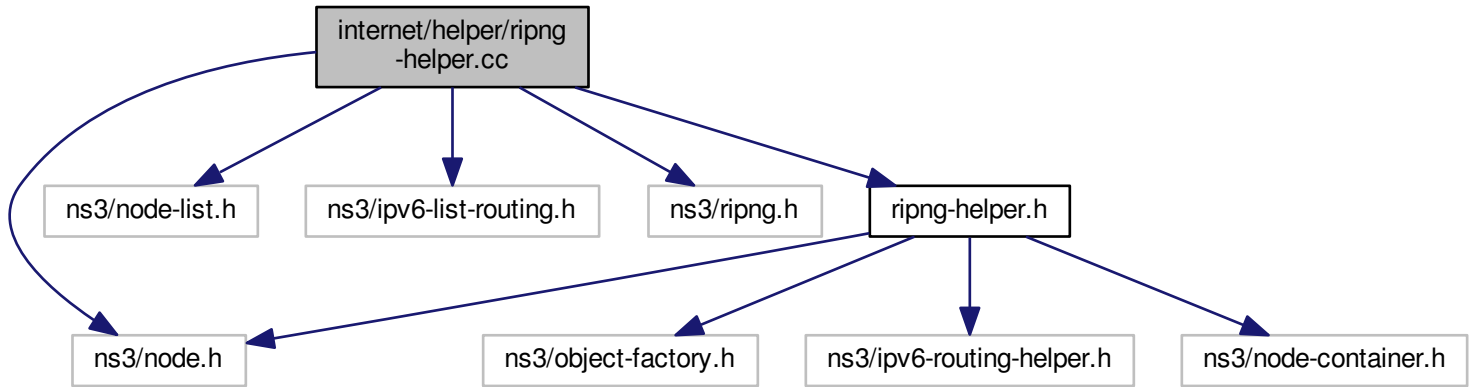 internet/helper/ripng
-helper.cc
ns3/node-list.h
ns3/ipv6-list-routing.h
ns3/ripng.h
ripng-helper.h
ns3/node.h
ns3/object-factory.h
ns3/ipv6-routing-helper.h
ns3/node-container.h